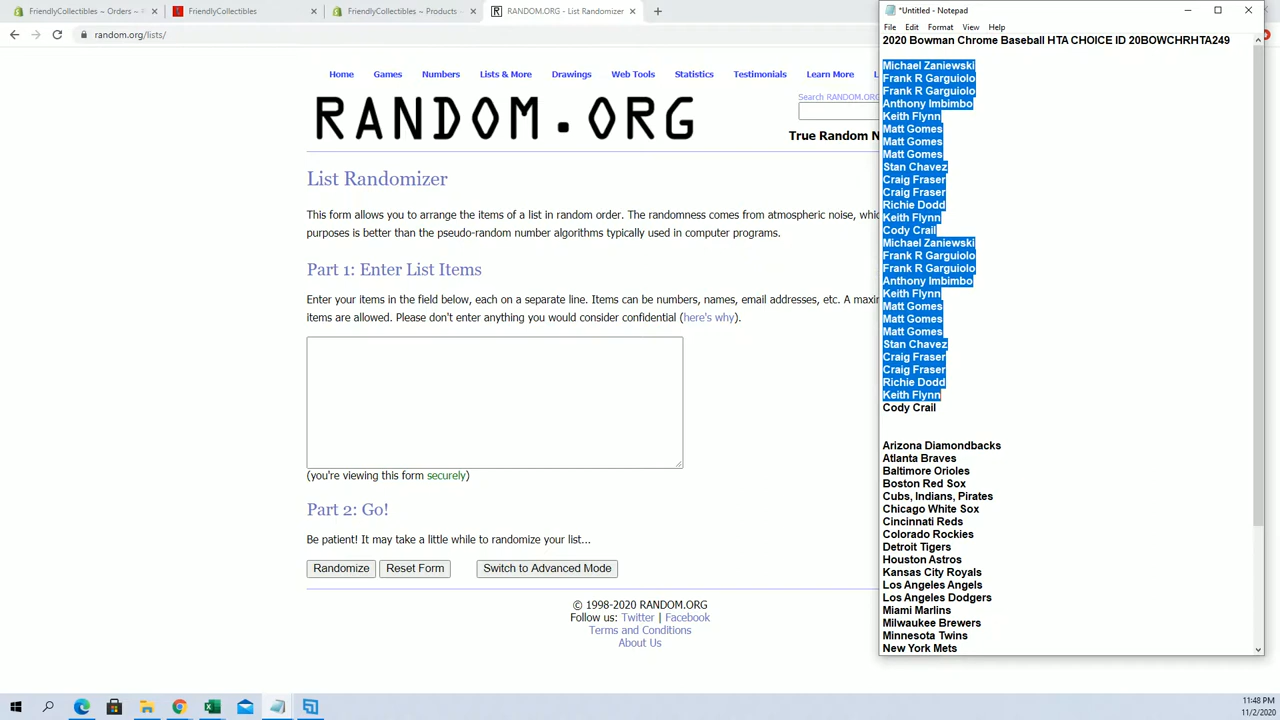 FriendlyCollectibles ~ Orders ~
FriendlyCollectibles
FriendlyCollectibles ~ Products
RANDOM.ORG - List Randomizer
random.org/lists/
Home
Games
Numbers
Lists & More
Drawings
Web Tools
Statistics
Testimonials
Learn More
L
Search RANDOM.ORG
RANDOM.ORG
True Random N
List Randomizer
This form allows you to arrange the items of a list in random order. The randomness comes from atmospheric noise, whic
purposes is better than the pseudo-random number algorithms typically used in computer programs.
Part 1: Enter List Items
Enter your items in the field below, each on a separate line. Items can be numbers, names, email addresses, etc. A maxi
items are allowed. Please don't enter anything you would consider confidential (here's why).
(you're viewing this form securely)
Part 2: Go!
Be patient! It may take a little while to randomize your list...
Randomize
Reset Form
Switch to Advanced Mode
© 1998-2020 RANDOM.ORG
Follow us: Twitter | Facebook
Terms and Conditions
About Us
*Untitled - Notepad
File Edit Format View Help
2020 Bowman Chrome Baseball HTA CHOICE ID 20BOWCHRHTA249
Michael Zaniewski
Frank R Garguiolo
Frank R Garguiolo
Anthony Imbimbo
Keith Flynn
Matt Gomes
Matt Gomes
Matt Gomes
Stan Chavez
Craig Fraser
Craig Fraser
Richie Dodd
Keith Flynn
Cody Crail
Michael Zaniewski
Frank R Garguiolo
Frank R Garguiolo
Anthony Imbimbo
Keith Flynn
Matt Gomes
Matt Gomes
Matt Gomes
Stan Chavez
Craig Fraser
Craig Fraser
Richie Dodd
Keith Flynn
Cody Crail
Arizona Diamondbacks
Atlanta Braves
Baltimore Orioles
Boston Red Sox
Cubs, Indians, Pirates
Chicago White Sox
Cincinnati Reds
Colorado Rockies
Detroit Tigers
Houston Astros
Kansas City Royals
Los Angeles Angels
Los Angeles Dodgers
Miami Marlins
Milwaukee Brewers
Minnesota Twins
New York Mets
11:48 PM
11/2/2020